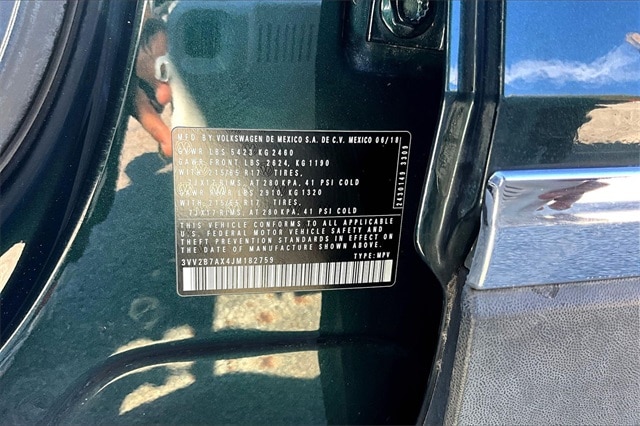 MFD. BY VOLKSWAGEN DE MEXICO S.A. DE C.V. MEXICO 06/18
GVWR LBS 5423 KG 2460
GAWR FRONT LBS 2624, KG 1190
WITH 215/65 R17 TIRES,
RIMS, AT 280 KPA, 41 PSI COLD
LBS 2910, KG 1320
WITH 215/65 R17 TIRES,
RIMS, AT 280 KPA, 41 PSI COLD
THIS VEHICLE CONFORMS TO ALL APPLICABLE
U.S. FEDERAL MOTOR VEHICLE SAFETY AND
THEFT PREVENTION STANDARDS IN EFFECT ON THE
DATE OF MANUFACTURE SHOWN ABOVE.
3VV2B7AX4JM182759 TYPE: MPV
2430149 3309